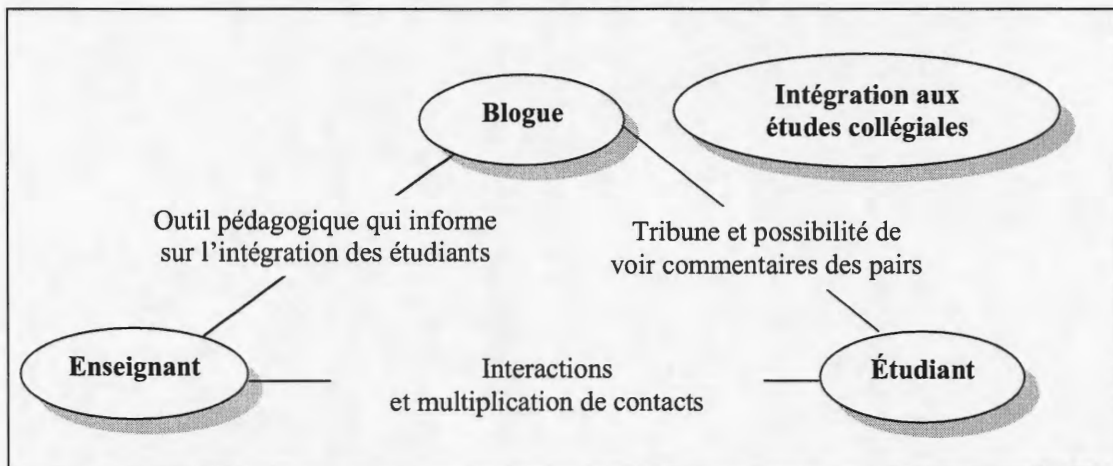 Blogue
Intégration aux
études collégiales
Outil pédagogique qui informe
sur l'intégration des étudiants
Tribune et possibilité de
voir commentaires des pairs
Enseignant
Interactions
et multiplication de contacts
Étudiant